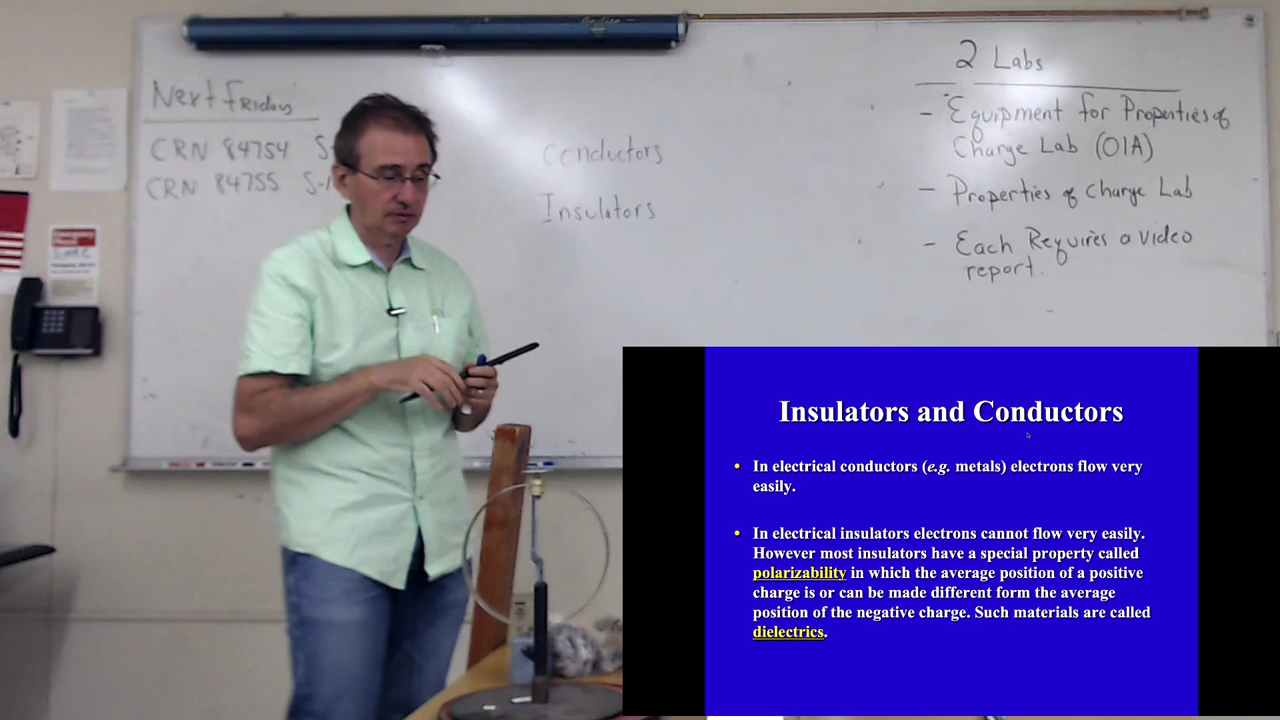 Next Friday
CRN 84754 S
CRN 84755 S-1
Conductors
Insulators
2 Labs
- Equipment for Properties of
Charge Lab (OIA)
- Properties of Charge Lab
- Each Requires a video
report.
Insulators and Conductors
• In electrical conductors (e.g. metals) electrons flow very
easily.
• In electrical insulators electrons cannot flow very easily.
However most insulators have a special property called
polarizability in which the average position of a positive
charge is or can be made different form the average
position of the negative charge. Such materials are called
dielectrics.